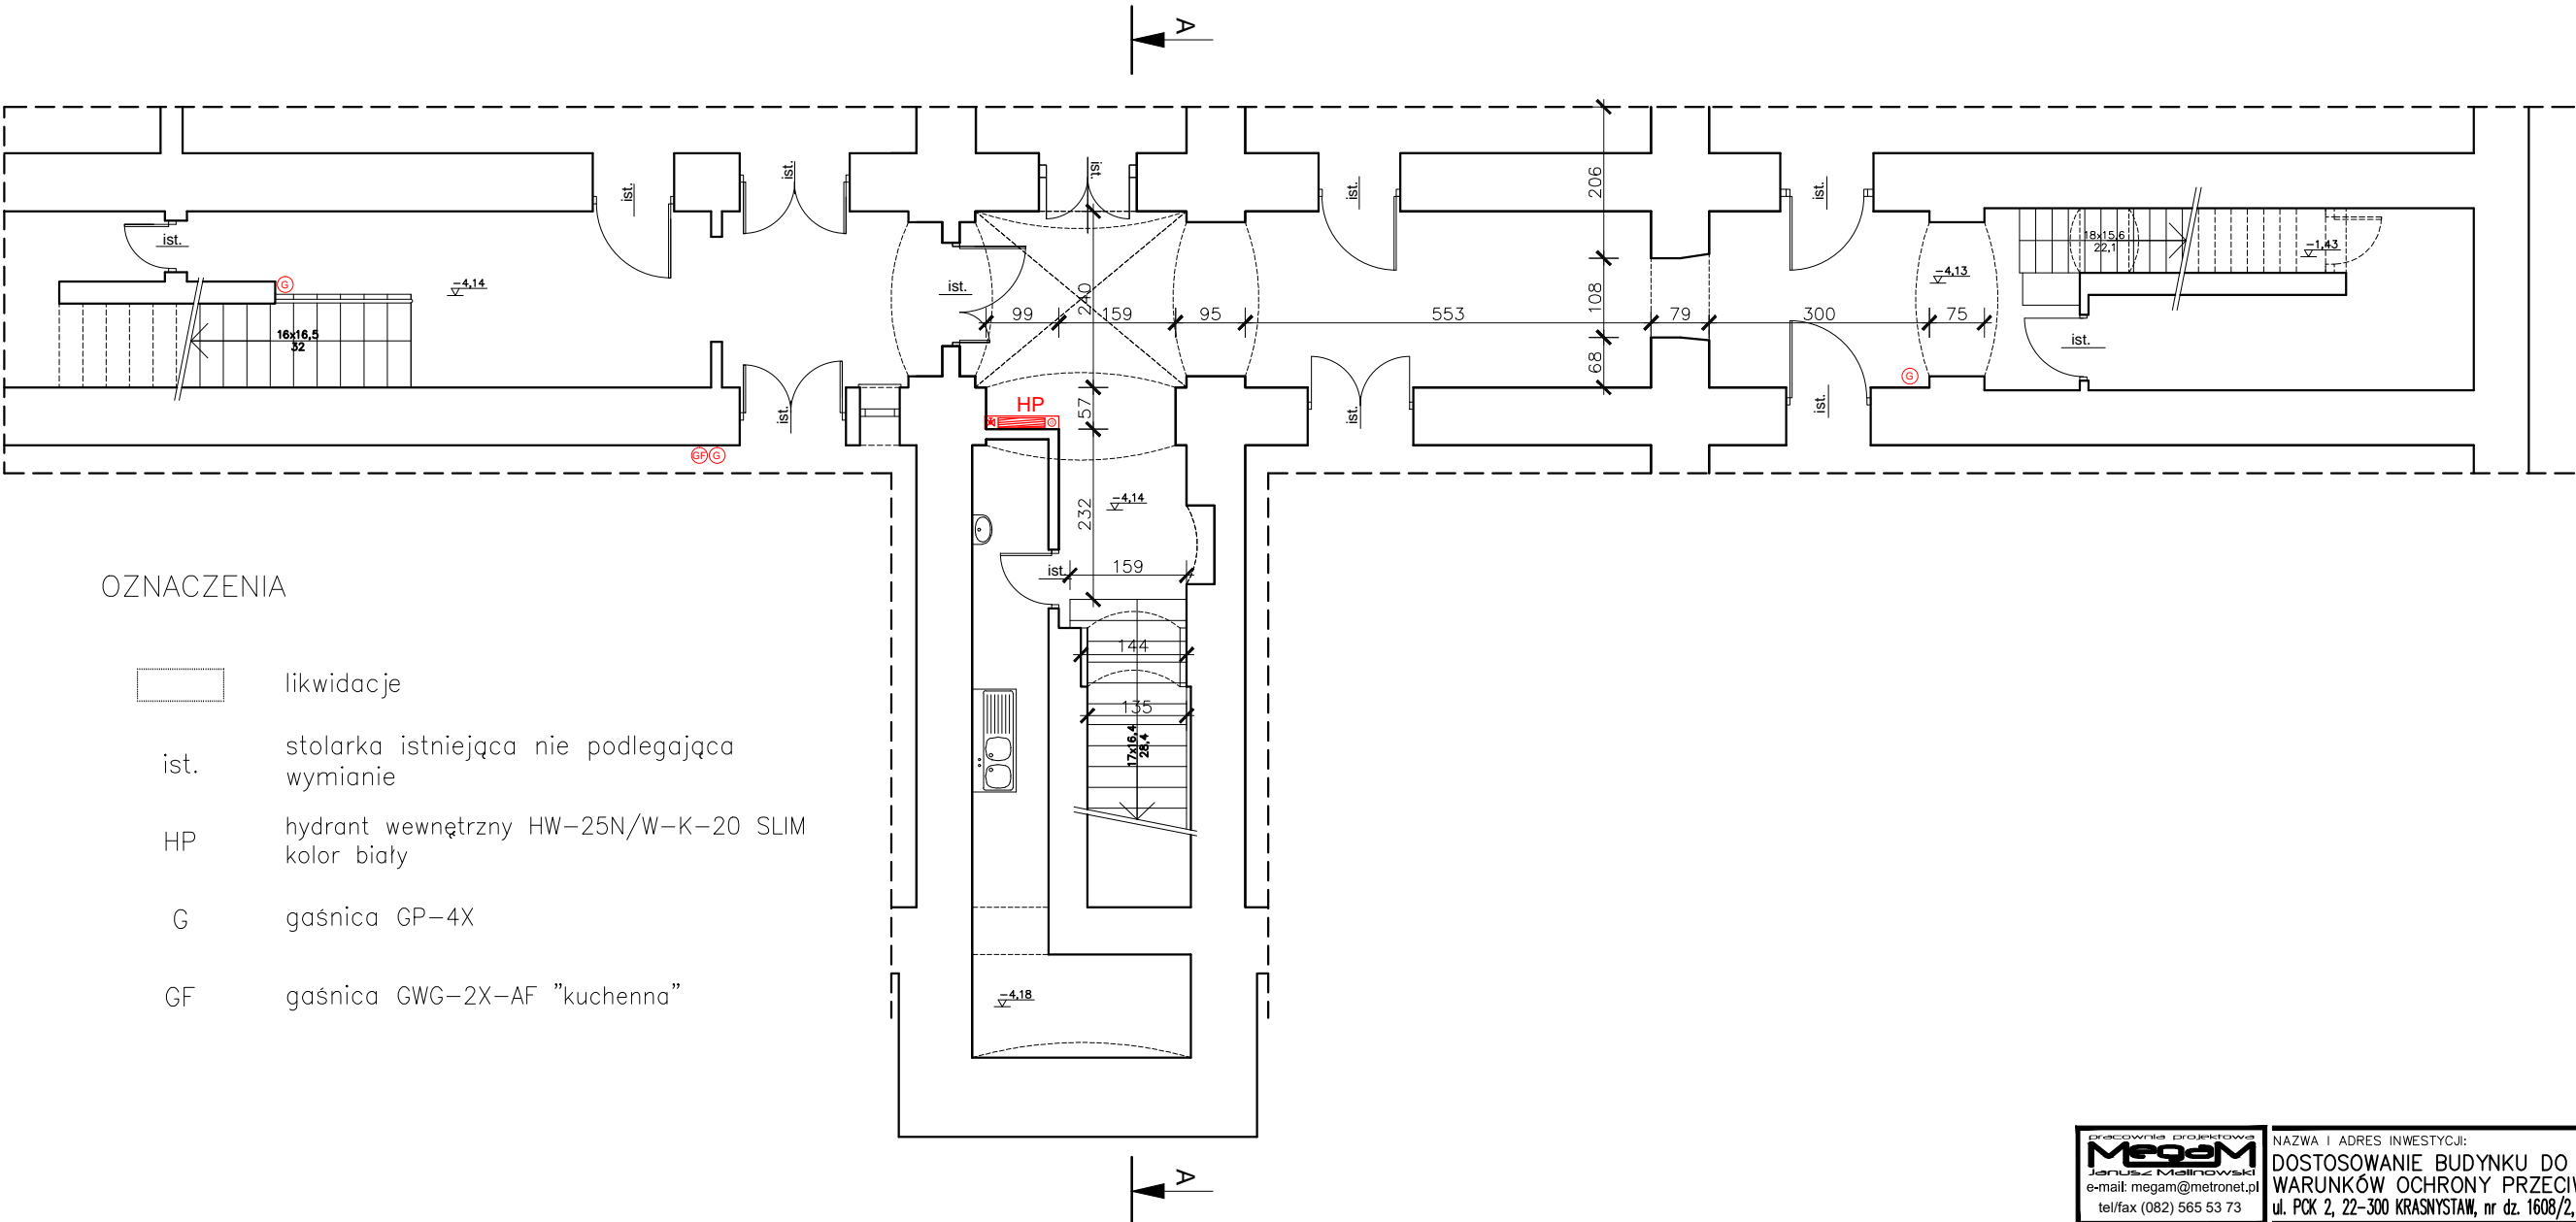 A
ist.
ist.
ist.
ist.
ist.
ist.
206
-4,14
G
16x16,5
32
ist.
240
99
159
95
553
108
79
300
75
68
-4,13
18x15,6
22,1
-1,43
ist.
G
HP
57
ist.
ist.
ist.
GF G
232
-4,14
ist.
159
144
135
17x16,4
28,4
-4,18
OZNACZENIA
likwidacje
ist.
stolarka istniejąca nie podlegająca
wymianie
HP
hydrant wewnętrzny HW-25N/W-K-20 SLIM
kolor biały
G
gaśnica GP-4X
GF
gaśnica GWG-2X-AF "kuchenna"
A
pracownia projektowa
MegaM
Janusz Malinowski
e-mail: megam@metronet.pl
tel/fax (082) 565 53 73
NAZWA I ADRES INWESTYCJI:
DOSTOSOWANIE BUDYNKU DO
WARUNKÓW OCHRONY PRZECI
ul. PCK 2, 22-300 KRASNYSTAW, nr dz. 1608/2,